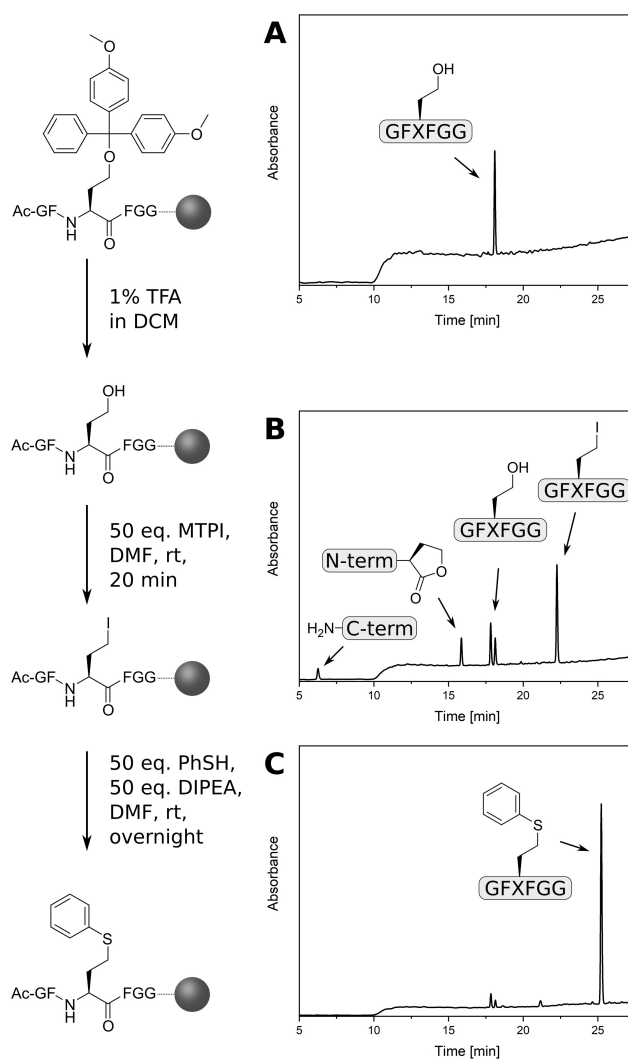 O
O
O
Ac-GF
N
H
O
FGG
1% TFA
in DCM
OH
Ac-GF
N
H
O
FGG
50 eq. MTPI,
DMF, rt,
20 min
I
Ac-GF
N
H
O
FGG
50 eq. PhSH,
50 eq. DIPEA,
DMF, rt,
overnight
S
Ac-GF
N
H
O
FGG
A
OH
GFXFGG
Absorbance
5 10 15 20 25
Time [min]
B
I
GFXFGG
OH
GFXFGG
N-term
O
O
H₂N
C-term
Absorbance
5 10 15 20 25
Time [min]
C
S
GFXFGG
Absorbance
5 10 15 20 25
Time [min]